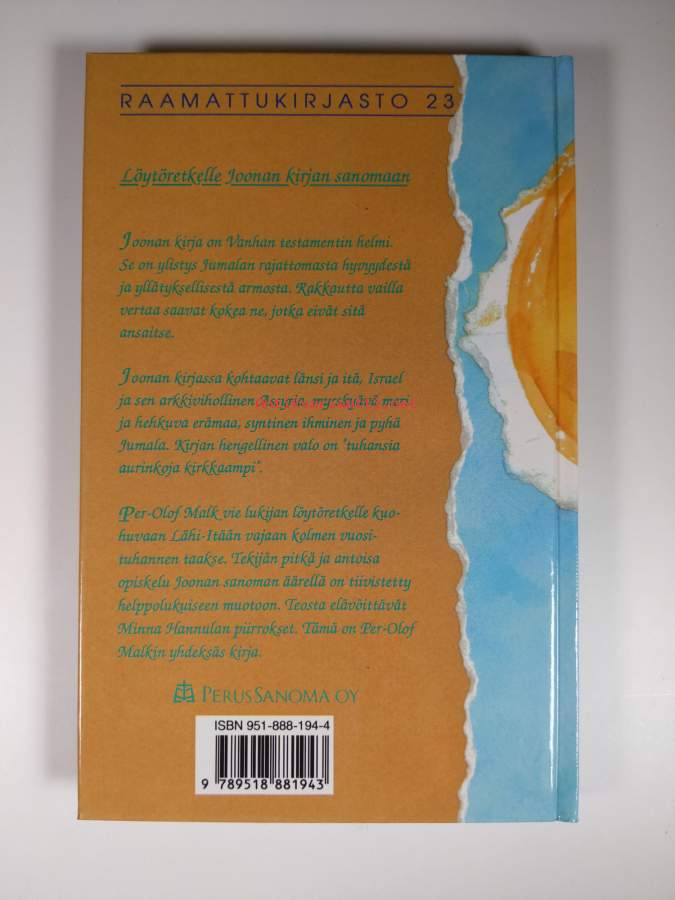 RAAMATTUKIRJASTO 23
Löytöretkelle Joonan kirjan sanomaan
Joonan kirja on Vanhan testamentin helmi.
Se on ylistys Jumalan rajattomasta hyvyydestä
ja yllätyksellisestä armosta. Rakkautta vailla
vertaa saavat kokea ne, jotka eivät sitä
ansaitse.
Joonan kirjassa kohtaavat länsi ja itä, Israel
ja sen arkkivihollinen Assyria, myrskyävä meri
ja hehkuva erämaa, syntinen ihminen ja pyhä
Jumala. Kirjan hengellinen valo on "tuhansia
aurinkoja kirkkaampi".
Per-Olof Malk vie lukijan löytöretkelle kuo-
huvaan Lähi-Itään vajaan kolmen vuosi-
tuhannen taakse. Tekijän pitkä ja antoisa
opiskelu Joonan sanoman äärellä on tiivistetty
helppolukuiseen muotoon. Teosta elävöittävät
Minna Hannulan piirrokset. Tämä on Per-Olof
Malkin yhdeksäs kirja.
PERUSSANOMA OY
ISBN 951-888-194-4
9 789518 881943